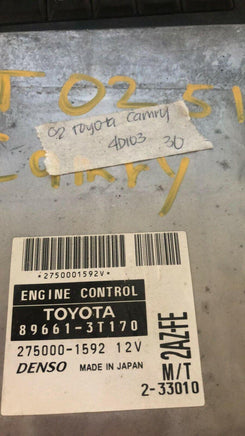 J 02 51
Camry
02 Toyota Camry
4D103 30
*2750001592V*
ENGINE CONTROL
TOYOTA
89661-3T170
275000-1592 12V
DENSO MADE IN JAPAN
2AZ-FE
M/T
2-33010